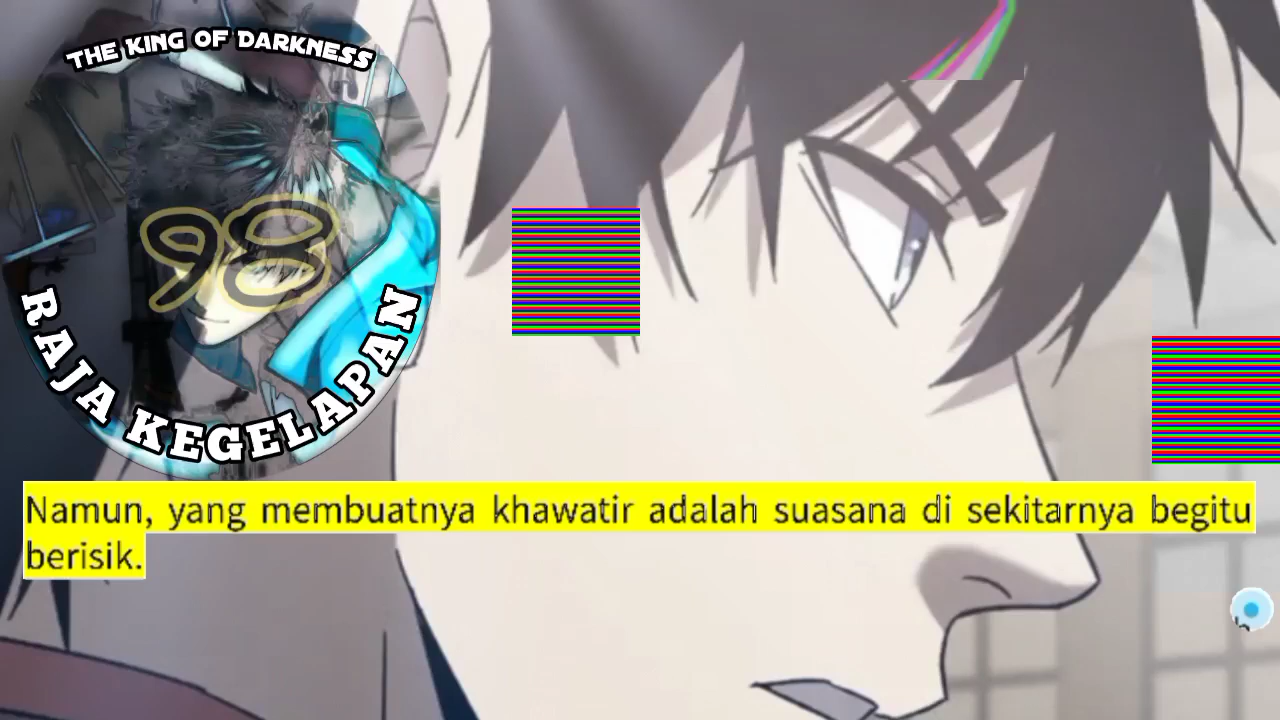 THE KING OF DARKNESS
98
RAJA KEGELAPAN
Namun, yang membuatnya khawatir adalah suasana di sekitarnya begitu
berisik.